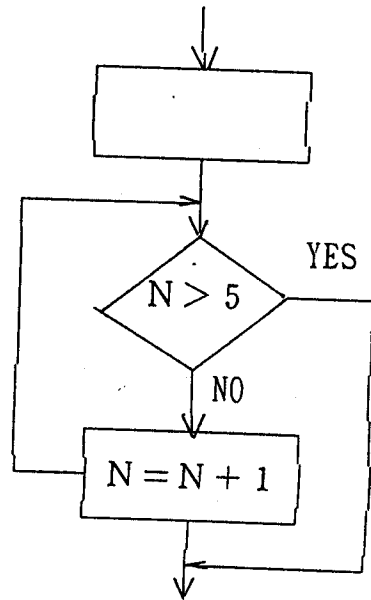 YES
N > 5
NO
N = N + 1